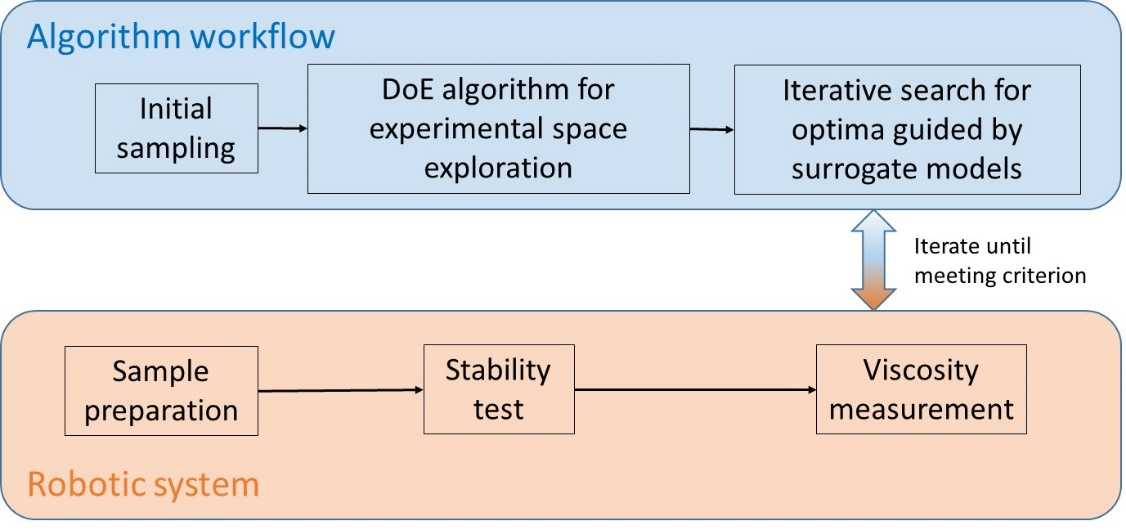 Algorithm workflow
Initial
sampling
DoE algorithm for
experimental space
exploration
Iterative search for
optima guided by
surrogate models
Iterate until
meeting criterion
Sample
preparation
Stability
test
Viscosity
measurement
Robotic system